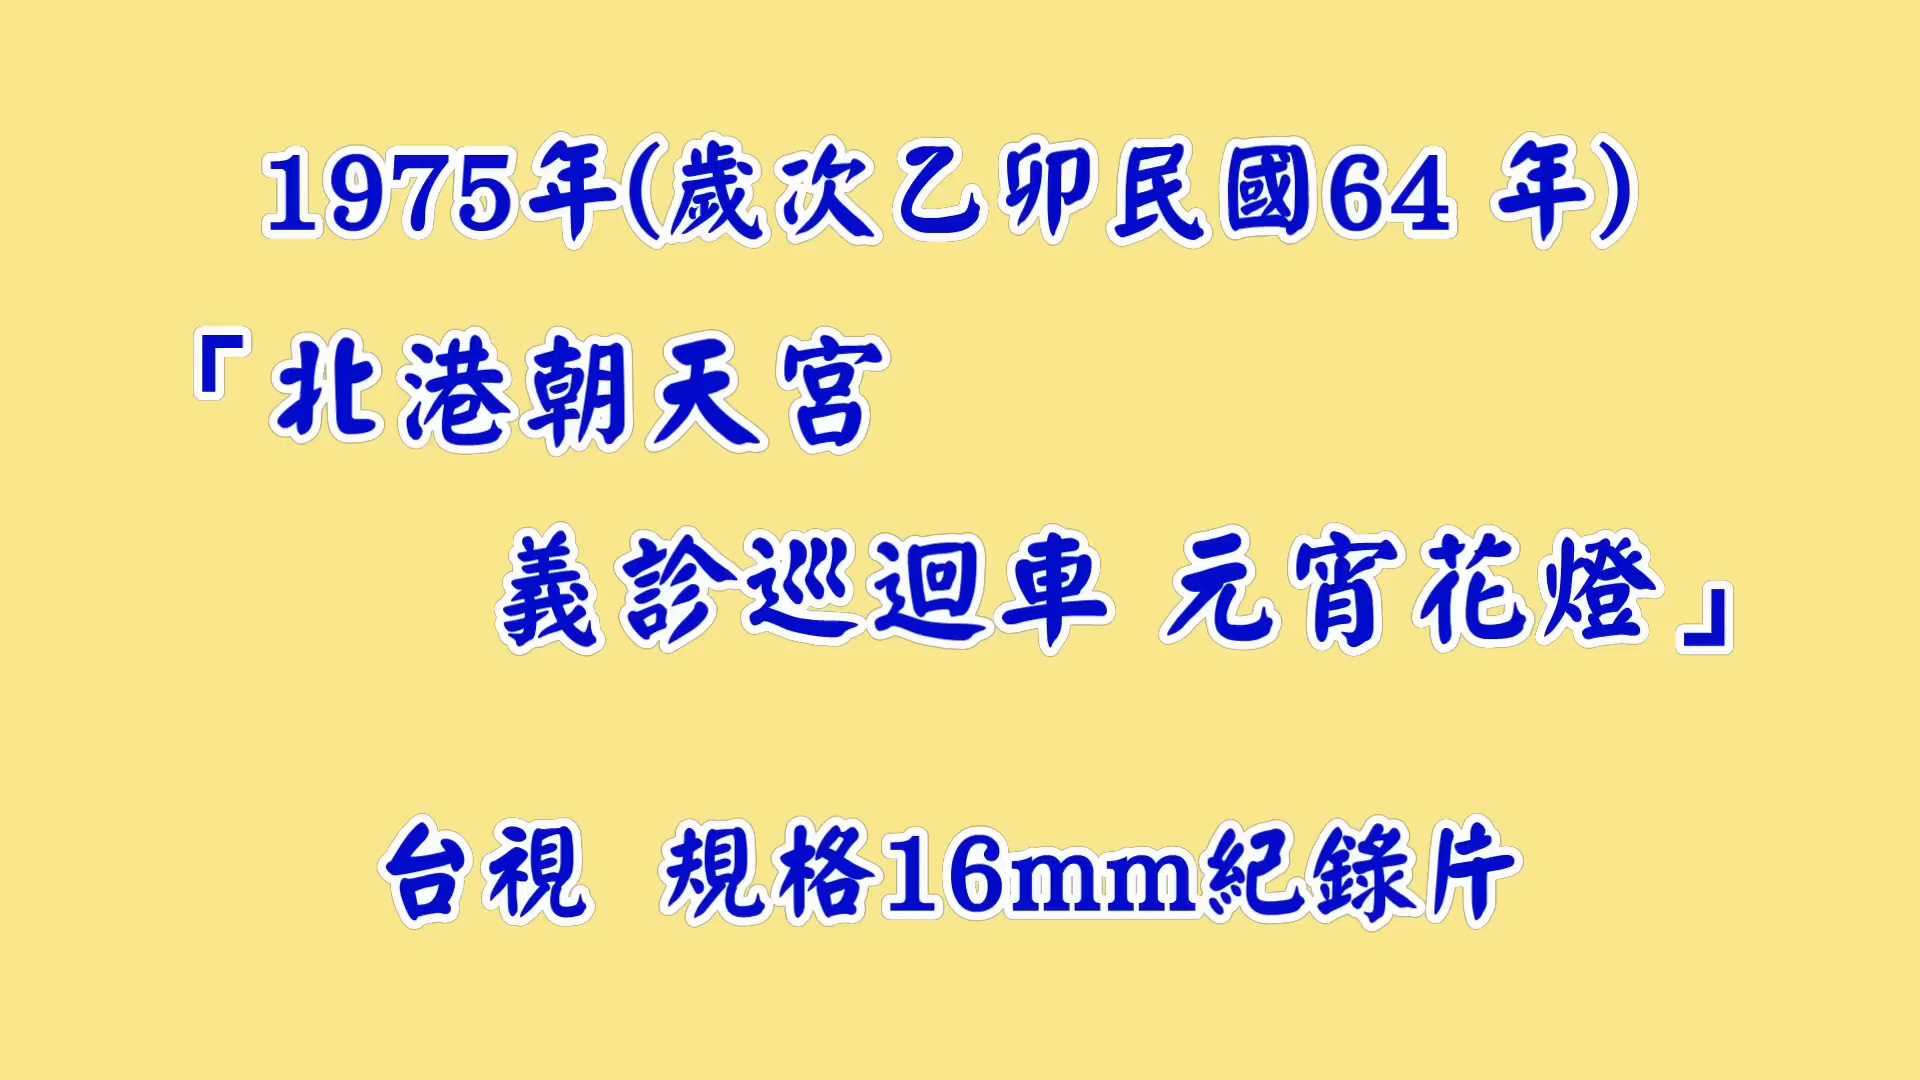 1975年(歲次乙卯民國64 年)
「北港朝天宮
義診巡迴車 元宵花燈」
台視 規格16mm紀錄片